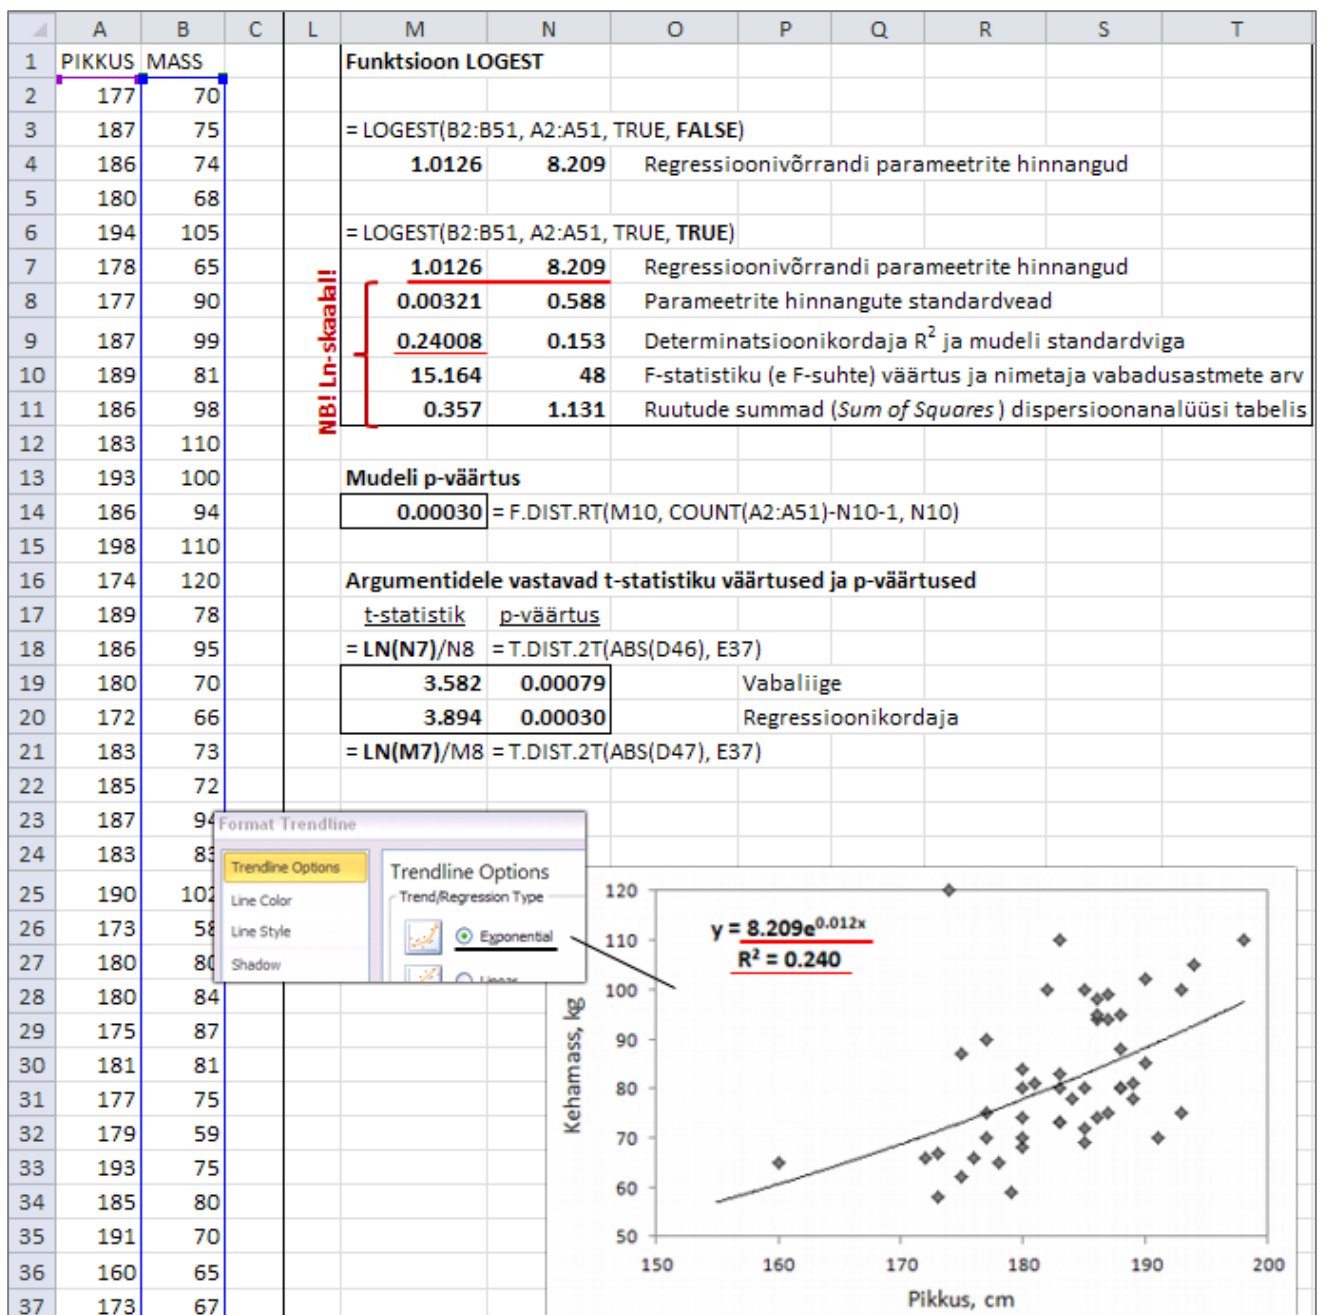 A B C L M N O P Q R S T
1 PIKKUS MASS Funktsioon LOGEST
2 177 70
3 187 75 = LOGEST(B2:B51, A2:A51, TRUE, FALSE)
4 186 74 1.0126 8.209 Regressioonivõrrandi parameetrite hinnangud
5 180 68
6 194 105 = LOGEST(B2:B51, A2:A51, TRUE, TRUE)
7 178 65 1.0126 8.209 Regressioonivõrrandi parameetrite hinnangud
8 177 90 0.00321 0.588 Parameetrite hinnangute standardvead
9 187 99 0.24008 0.153 Determinatsioonikordaja R² ja mudeli standardviga
10 189 81 15.164 48 F-statistiku (e F-suhte) väärtus ja nimetaja vabadusastmete arv
11 186 98 0.357 1.131 Ruutude summad (Sum of Squares) dispersioonanalüüsi tabelis
NB! Ln-skaalal!
12 183 110
13 193 100 Mudeli p-väärtus
14 186 94 0.00030 = F.DIST.RT(M10, COUNT(A2:A51)-N10-1, N10)
15 198 110
16 174 120 Argumentidele vastavad t-statistiku väärtused ja p-väärtused
17 189 78 t-statistik p-väärtus
18 186 95 = LN(N7)/N8 = T.DIST.2T(ABS(D46), E37)
19 180 70 3.582 0.00079 Vabaliige
20 172 66 3.894 0.00030 Regressioonikordaja
21 183 73 = LN(M7)/M8 = T.DIST.2T(ABS(D47), E37)
22 185 72
23 187 94
24 183 83
25 190 102
26 173 58
27 180 80
28 180 84
29 175 87
30 181 81
31 177 75
32 179 59
33 193 75
34 185 80
35 191 70
36 160 65
37 173 67
Format Trendline
Trendline Options
Line Color
Line Style
Shadow
Trendline Options
Trend/Regression Type
Exponential
Linear
y = 8.209e^0.012x
R² = 0.240
Kehamass, kg
120
110
100
90
80
70
60
50
150 160 170 180 190 200
Pikkus, cm